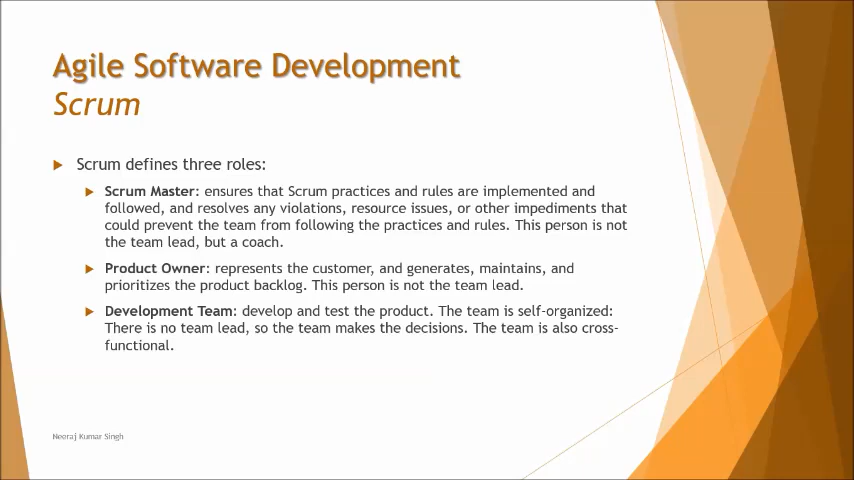 Agile Software Development
Scrum
Scrum defines three roles:
Scrum Master: ensures that Scrum practices and rules are implemented and
followed, and resolves any violations, resource issues, or other impediments that
could prevent the team from following the practices and rules. This person is not
the team lead, but a coach.
Product Owner: represents the customer, and generates, maintains, and
prioritizes the product backlog. This person is not the team lead.
Development Team: develop and test the product. The team is self-organized:
There is no team lead, so the team makes the decisions. The team is also cross-
functional.
Neeraj Kumar Singh